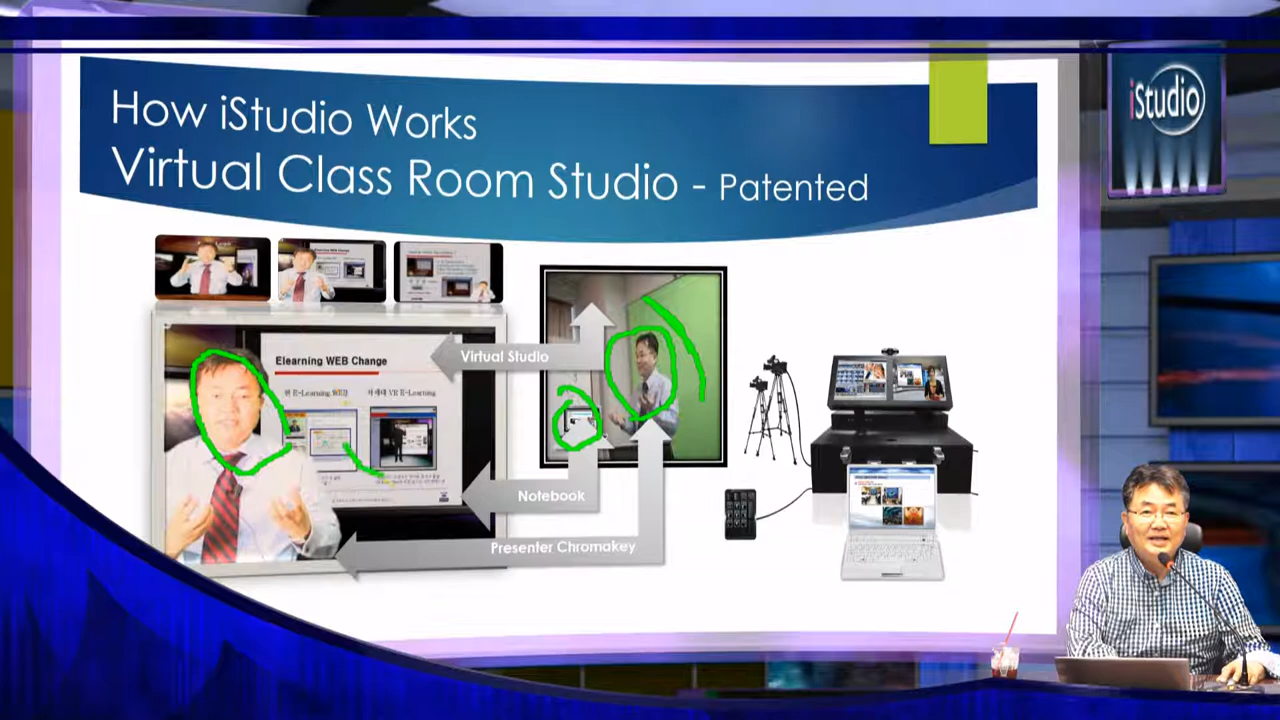 How iStudio Works
Virtual Class Room Studio - Patented
iStudio
Elearning WEB Change
Virtual Studio
Notebook
Presenter Chromakey